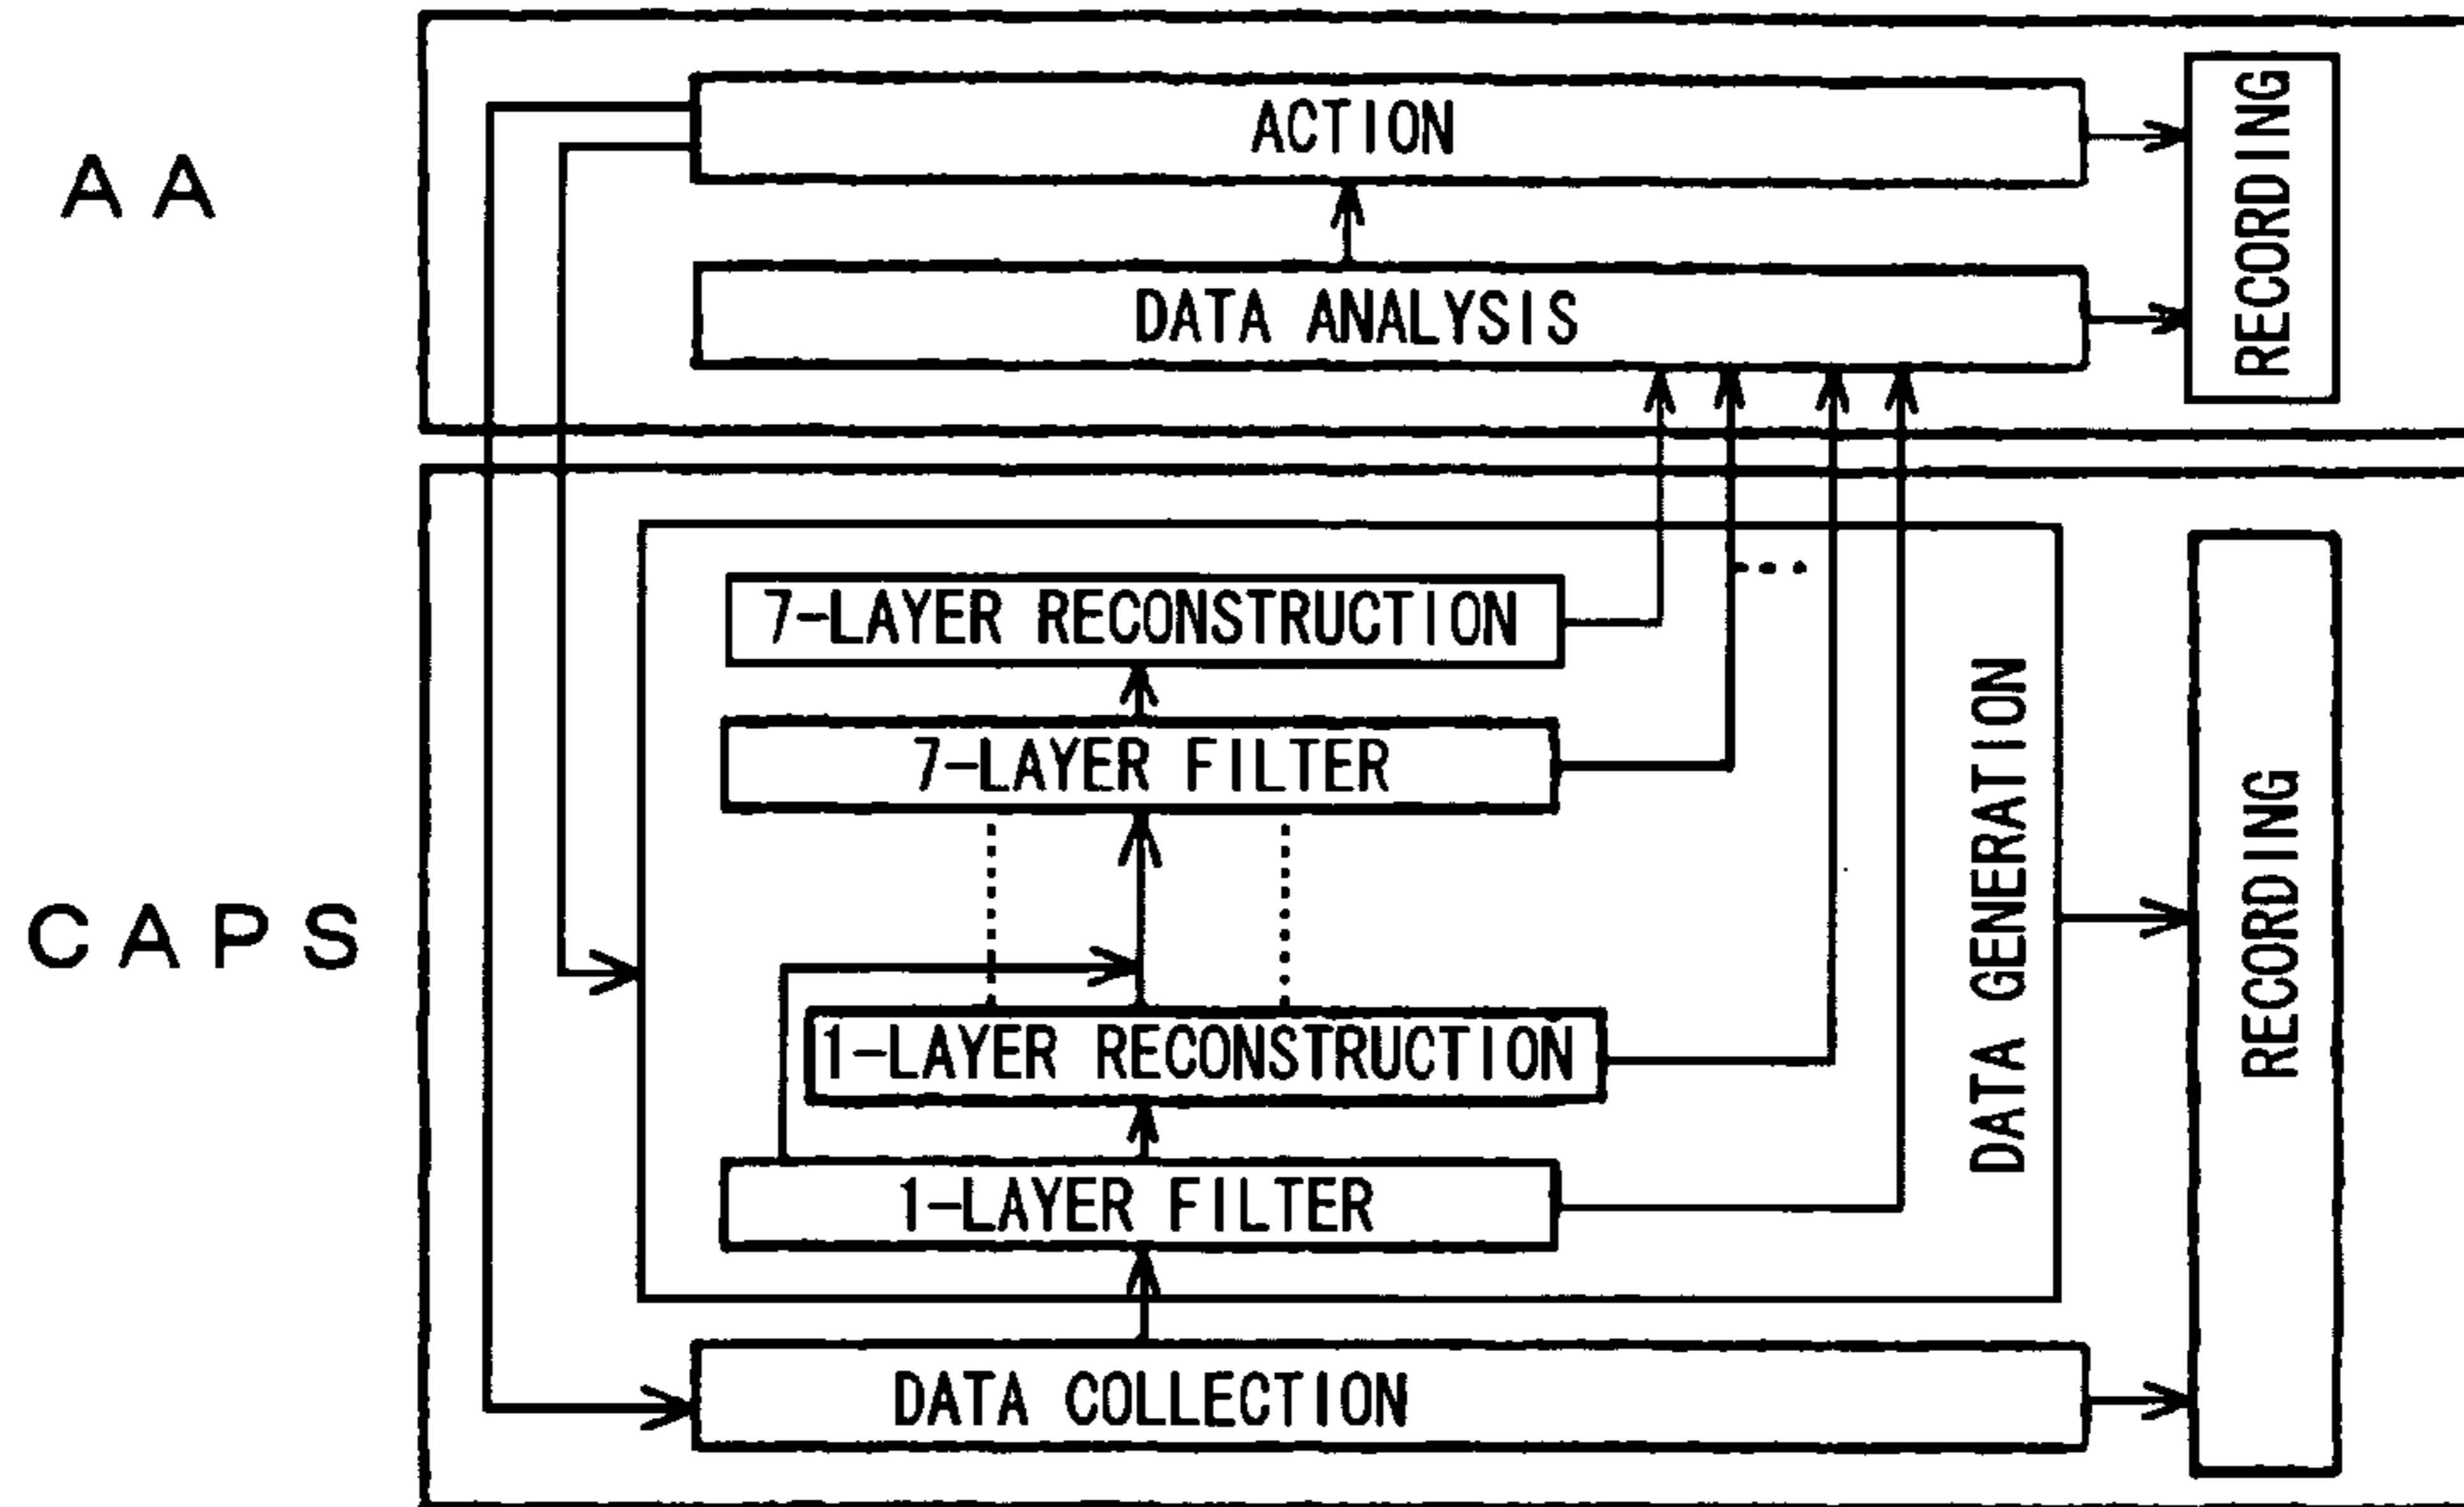 AA
ACTION
DATA ANALYSIS
RECORDING
CAPS
7-LAYER RECONSTRUCTION
7-LAYER FILTER
1-LAYER RECONSTRUCTION
1-LAYER FILTER
DATA GENERATION
RECORDING
DATA COLLECTION